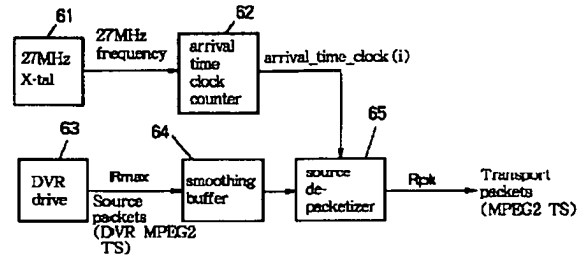 61
62
27MHz
X-tal
27MHz
frequency
arrival
time
clock
counter
arrival_time_clock(i)
63
64
65
DVR
drive
Rmax
Source
packets
(DVR MPEG2
TS)
smoothing
buffer
source
de-
packetizer
Rpk
Transport
packets
(MPEG2 TS)